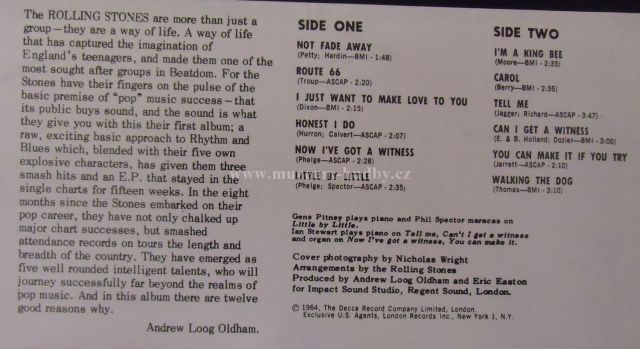 The ROLLING STONES are more than just a
group—they are a way of life. A way of life
that has captured the imagination of
England's teenagers, and made them one of the
most sought after groups in Beatdom. For the
Stones have their fingers on the pulse of the
basic premise of "pop" music success—that
its public buys sound, and the sound is what
they give you with this their first album; a
raw, exciting basic approach to Rhythm and
Blues which, blended with their five own
explosive characters, has given them three
smash hits and an E.P. that stayed in the
single charts for fifteen weeks. In the eight
months since the Stones embarked on their
pop career, they have not only chalked up
major chart successes, but smashed
attendance records on tours the length and
breadth of the country. They have emerged as
five well rounded intelligent talents, who will
journey successfully far beyond the realms of
pop music. And in this album there are twelve
good reasons why.
Andrew Loog Oldham.
SIDE ONE
NOT FADE AWAY
(Petty; Hardin—BMI - 1:48)
ROUTE 66
(Troup—ASCAP - 2:20)
I JUST WANT TO MAKE LOVE TO YOU
(Dixon—BMI - 2:15)
HONEST I DO
(Hurron; Calvert—ASCAP - 2:07)
NOW I'VE GOT A WITNESS
(Phelge—ASCAP - 2:28)
LITTLE BY LITTLE
(Phelge; Spector—ASCAP - 2:35)
SIDE TWO
I'M A KING BEE
(Moore—BMI - 2:33)
CAROL
(Berry—BMI - 2:35)
TELL ME
(Jagger; Richard—ASCAP - 3:47)
CAN I GET A WITNESS
(E. & B. Holland; Dozier—BMI - 3:00)
YOU CAN MAKE IT IF YOU TRY
(Jarrett—ASCAP - 2:10)
WALKING THE DOG
(Thomas—BMI - 3:10)
Gene Pitney plays piano and Phil Spector maracas on
Little by Little.
Ian Stewart plays piano on Tell me, Can't I get a witness
and organ on Now I've got a witness, You can make it.
Cover photography by Nicholas Wright
Arrangements by the Rolling Stones
Produced by Andrew Loog Oldham and Eric Easton
for Impact Sound Studio, Regent Sound, London.
© 1964, The Decca Record Company Limited, London.
Exclusive U.S. Agents, London Records Inc., New York 1, N.Y.